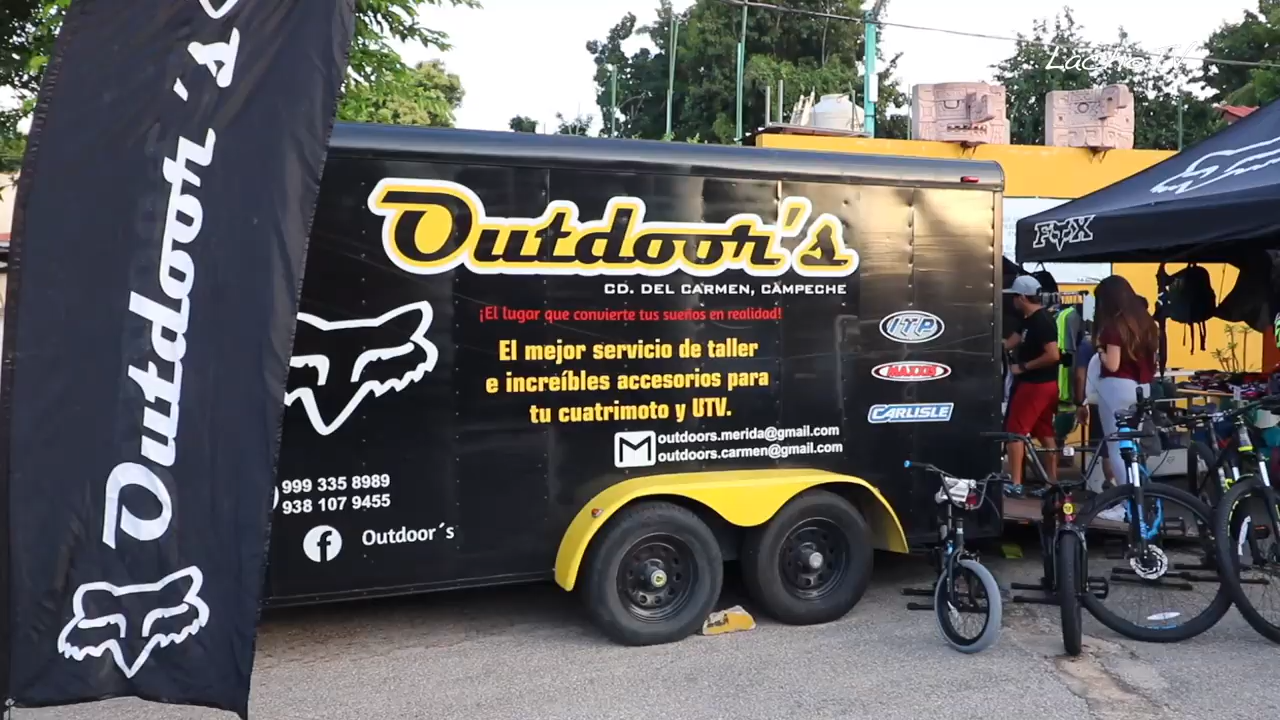 Outdoor's
Outdoor's
CD. DEL CARMEN, CAMPECHE
¡El lugar que convierte tus sueños en realidad!
El mejor servicio de taller
e increíbles accesorios para
tu cuatrimoto y UTV.
outdoors.merida@gmail.com
outdoors.carmen@gmail.com
999 335 8989
938 107 9455
Outdoor´s
ITP
MAXXIS
CARLISLE
FOX